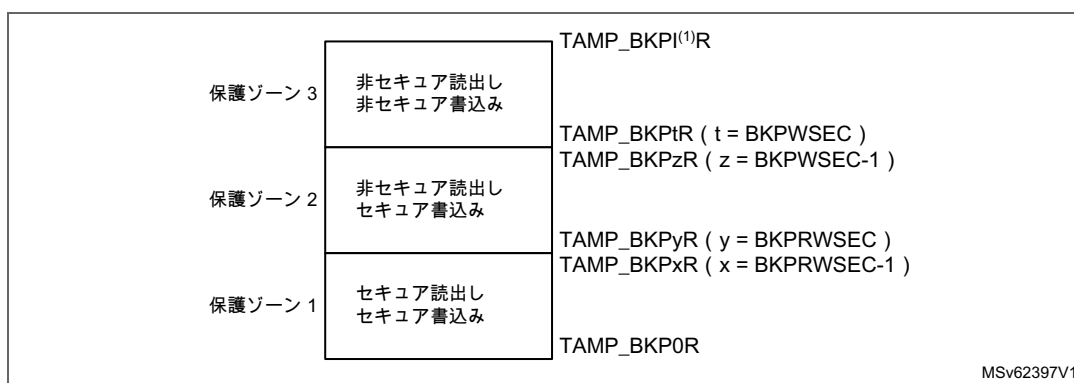 TAMP_BKPI(1)R
保護ゾーン 3
非セキュア読出し
非セキュア書込み
TAMP_BKPtR ( t = BKPWSEC )
TAMP_BKPzR ( z = BKPWSEC-1 )
保護ゾーン 2
非セキュア読出し
セキュア書込み
TAMP_BKPyR ( y = BKPRWSEC )
TAMP_BKPxR ( x = BKPRWSEC-1 )
保護ゾーン 1
セキュア読出し
セキュア書込み
TAMP_BKP0R
MSv62397V1